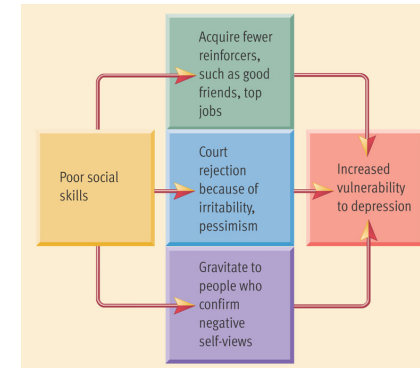 Acquire fewer
reinforcers,
such as good
friends, top
jobs
Poor social
skills
Court
rejection
because of
irritability,
pessimism
Increased
vulnerability
to depression
Gravitate to
people who
confirm
negative
self-views